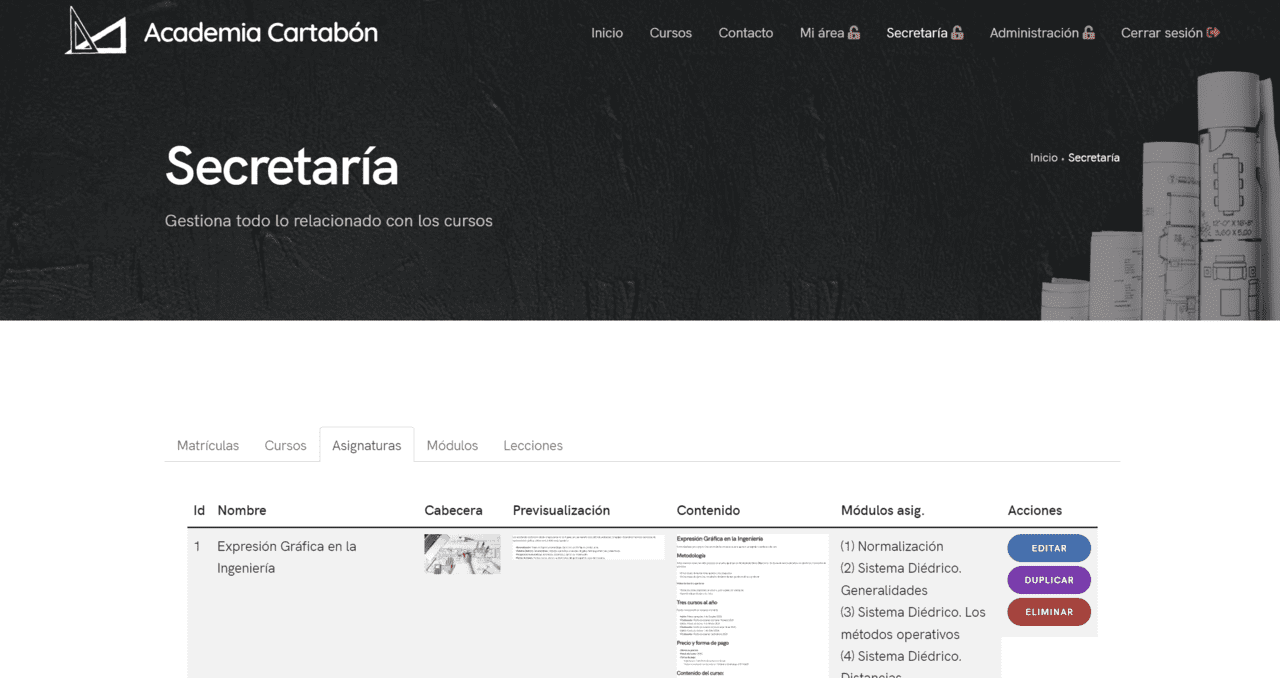 Academia Cartabón
Inicio Cursos Contacto Mi área Secretaría Administración Cerrar sesión
Secretaría
Inicio • Secretaría
Gestiona todo lo relacionado con los cursos
Matrículas Cursos Asignaturas Módulos Lecciones
Id Nombre Cabecera Previsualización Contenido Módulos asig. Acciones
1 Expresión Gráfica en la
Ingeniería
Expresión Gráfica en la Ingeniería
Metodología
Tres cursos al año
Precio y forma de pago
Contenido del curso:
(1) Normalización
(2) Sistema Diédrico.
Generalidades
(3) Sistema Diédrico. Los
métodos operativos
(4) Sistema Diédrico.
Distancias
EDITAR
DUPLICAR
ELIMINAR